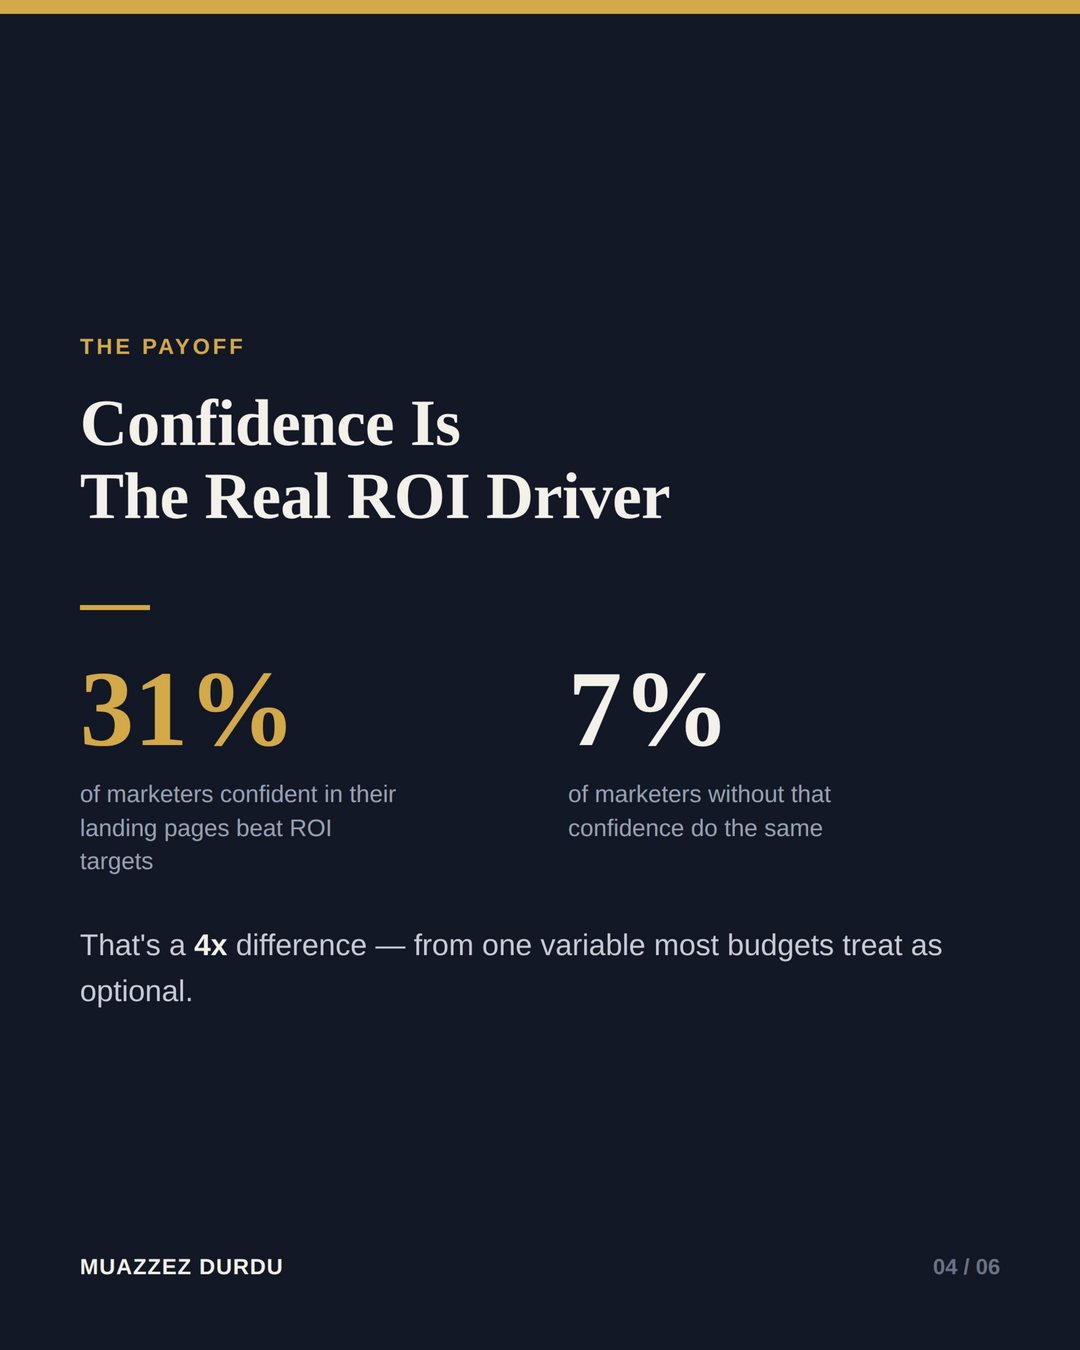 THE PAYOFF
Confidence Is
The Real ROI Driver
31%
of marketers confident in their
landing pages beat ROI
targets
7%
of marketers without that
confidence do the same
That's a 4x difference — from one variable most budgets treat as
optional.
MUAZZEZ DURDU
04 / 06